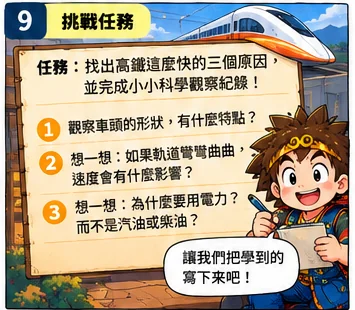 9 挑戰任務
任務：找出高鐵這麼快的三個原因，
並完成小小科學觀察紀錄！
1 觀察車頭的形狀，有什麼特點？
2 想一想：如果軌道彎彎曲曲，
速度會有什麼影響？
3 想一想：為什麼要用電力？
而不是汽油或柴油？
讓我們把學到的
寫下來吧！